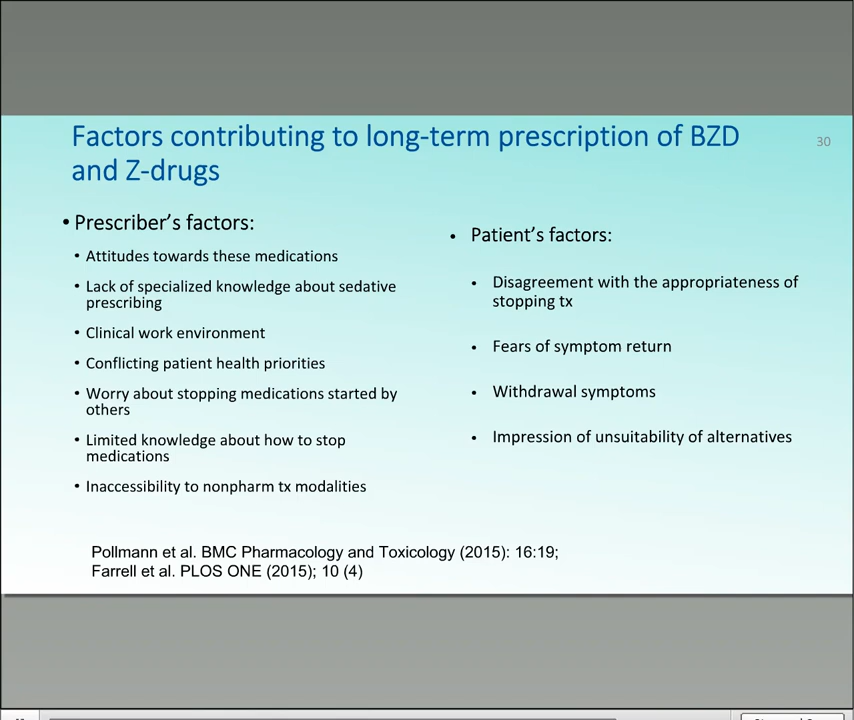 Factors contributing to long-term prescription of BZD
and Z-drugs
30
• Prescriber's factors:
• Attitudes towards these medications
• Lack of specialized knowledge about sedative
prescribing
• Clinical work environment
• Conflicting patient health priorities
• Worry about stopping medications started by
others
• Limited knowledge about how to stop
medications
• Inaccessibility to nonpharm tx modalities
• Patient's factors:
• Disagreement with the appropriateness of
stopping tx
• Fears of symptom return
• Withdrawal symptoms
• Impression of unsuitability of alternatives
Pollmann et al. BMC Pharmacology and Toxicology (2015): 16:19;
Farrell et al. PLOS ONE (2015); 10 (4)